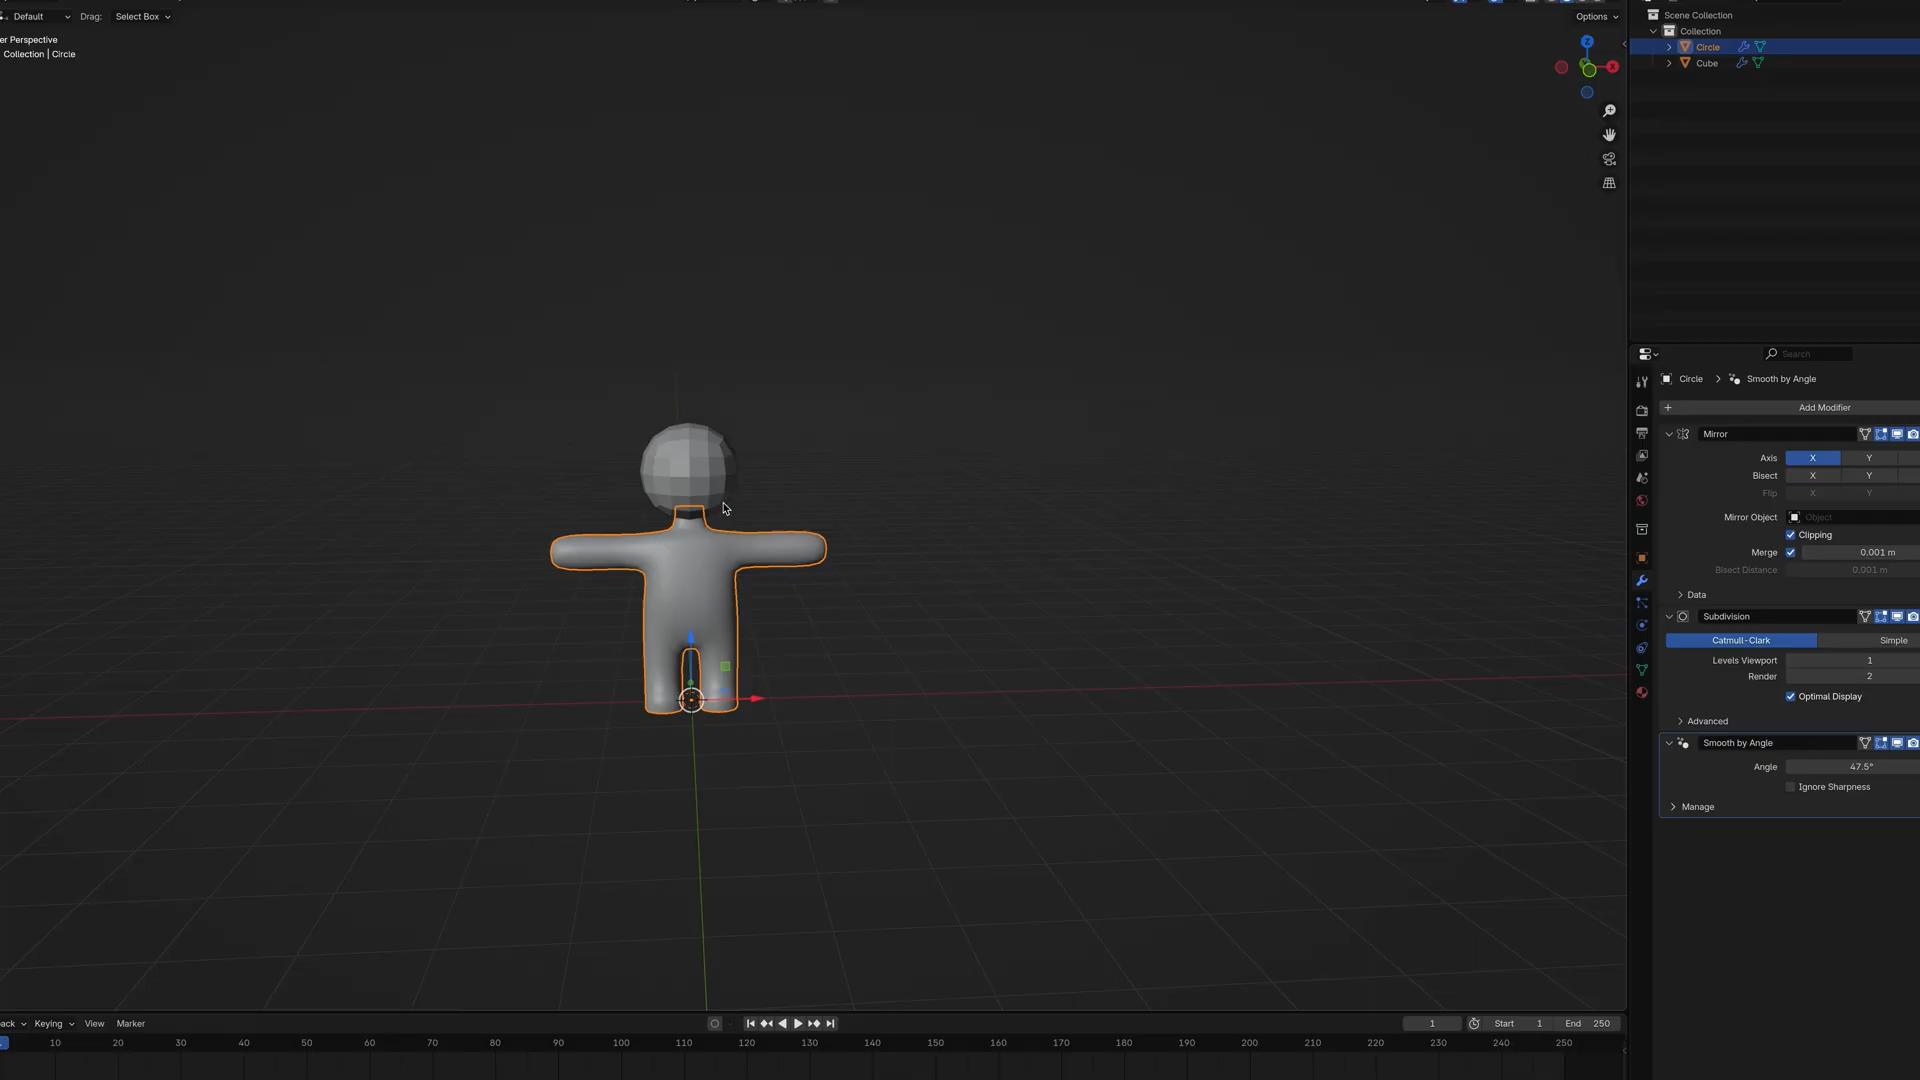 Default Drag: Select Box
Options
er Perspective
Collection | Circle
Z
X
Scene Collection
Collection
Circle
Cube
Search
Circle > Smooth by Angle
+ Add Modifier
Mirror
Axis X Y
Bisect X Y
Flip X Y
Mirror Object Object
Clipping
Merge 0.001 m
Bisect Distance 0.001 m
Data
Subdivision
Catmull-Clark Simple
Levels Viewport 1
Render 2
Optimal Display
Advanced
Smooth by Angle
Angle 47.5°
Ignore Sharpness
Manage
back Keying View Marker
1 Start 1 End 250
10 20 30 40 50 60 70 80 90 100 110 120 130 140 150 160 170 180 190 200 210 220 230 240 250